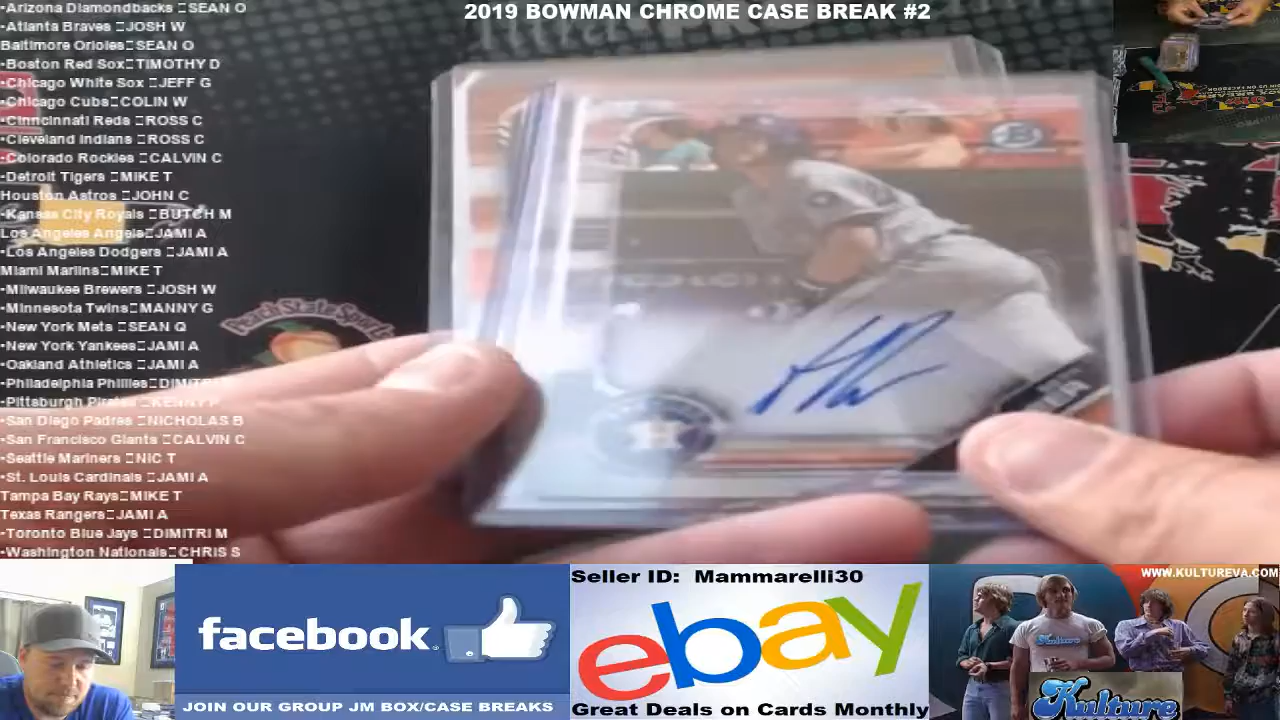 2019 BOWMAN CHROME CASE BREAK #2
•Arizona Diamondbacks SEAN O
•Atlanta Braves JOSH W
Baltimore Orioles SEAN O
•Boston Red Sox TIMOTHY D
•Chicago White Sox JEFF G
•Chicago Cubs COLIN W
•Cinncinnati Reds ROSS C
•Cleveland Indians ROSS C
•Colorado Rockies CALVIN C
•Detroit Tigers MIKE T
Houston Astros JOHN C
•Kansas City Royals BUTCH M
Los Angeles Angels JAMI A
•Los Angeles Dodgers JAMI A
Miami Marlins MIKE T
•Milwaukee Brewers JOSH W
•Minnesota Twins MANNY G
•New York Mets SEAN O
•New York Yankees JAMI A
•Oakland Athletics JAMI A
•Philadelphia Phillies
•Pittsburgh Pirates
•San Diego Padres NICHOLAS B
•San Francisco Giants CALVIN C
•Seattle Mariners NIC T
•St. Louis Cardinals JAMI A
Tampa Bay Rays MIKE T
Texas Rangers JAMI A
•Toronto Blue Jays DIMITRI M
•Washington Nationals CHRIS S
Peach State
facebook
JOIN OUR GROUP JM BOX/CASE BREAKS
Seller ID: Mammarelli30
ebay
Great Deals on Cards Monthly
WWW.KULTUREVA.COM
Kulture
Kulture